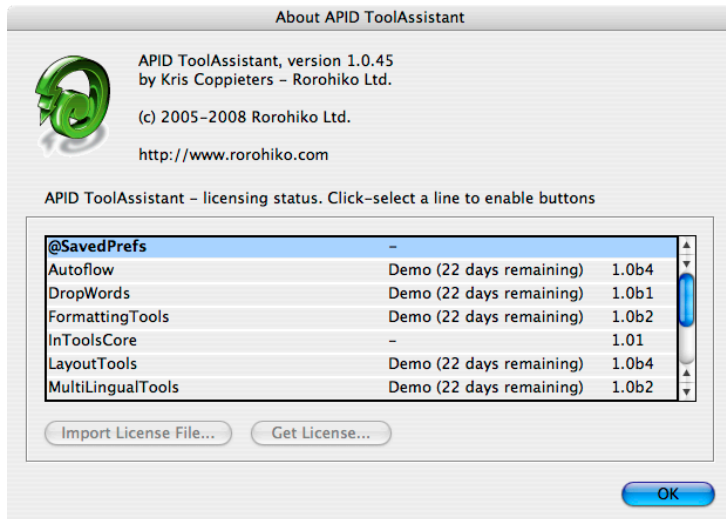 About APID ToolAssistant
APID ToolAssistant, version 1.0.45
by Kris Coppieters – Rorohiko Ltd.
(c) 2005–2008 Rorohiko Ltd.
http://www.rorohiko.com
APID ToolAssistant – licensing status. Click–select a line to enable buttons
@SavedPrefs –
Autoflow Demo (22 days remaining) 1.0b4
DropWords Demo (22 days remaining) 1.0b1
FormattingTools Demo (22 days remaining) 1.0b2
InToolsCore – 1.01
LayoutTools Demo (22 days remaining) 1.0b4
MultiLingualTools Demo (22 days remaining) 1.0b2
Import License File... Get License...
OK